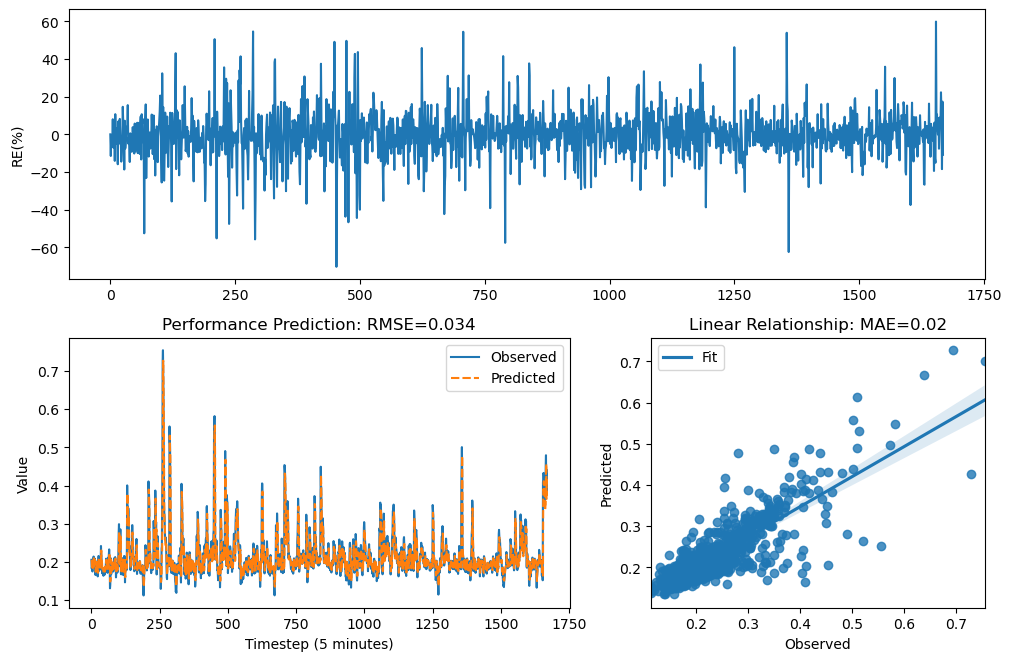 60
40
20
0
−20
−40
−60
RE(%)
0 250 500 750 1000 1250 1500 1750
Performance Prediction: RMSE=0.034
Observed
Predicted
0.7
0.6
0.5
0.4
0.3
0.2
0.1
Value
0 250 500 750 1000 1250 1500 1750
Timestep (5 minutes)
Linear Relationship: MAE=0.02
Fit
0.7
0.6
0.5
0.4
0.3
0.2
Predicted
0.2 0.3 0.4 0.5 0.6 0.7
Observed